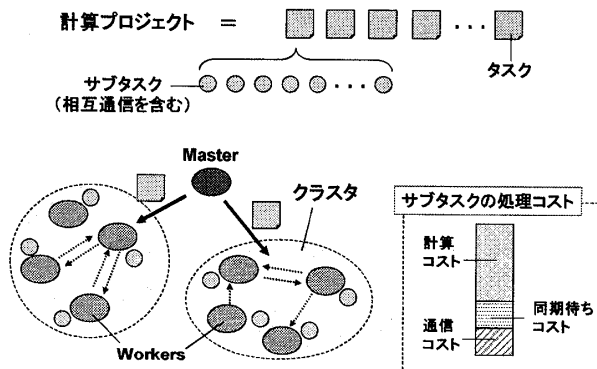 計算プロジェクト =
...
タスク
サブタスク
(相互通信を含む)
...
Master
クラスタ
Workers
サブタスクの処理コスト
計算
コスト
同期待ち
コスト
通信
コスト